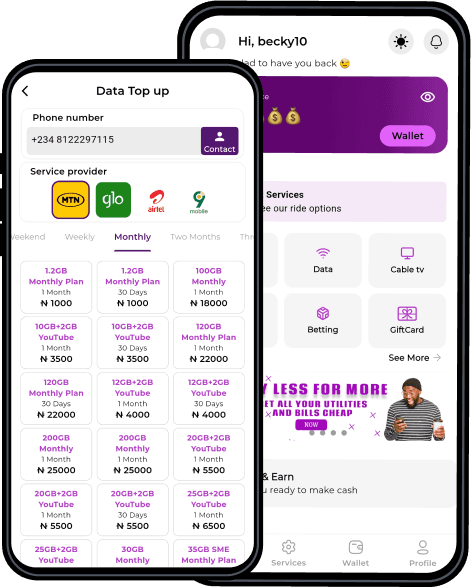 Data Top up
Phone number
+234 8122297115
Contact
Service provider
MTN
glo
airtel
9
mobile
eekend
Weekly
Monthly
Two Months
Thr
1.2GB
Monthly Plan
1 Month
₦ 1000
1.2GB
Monthly Plan
30 Days
₦ 1000
100GB
Monthly
1 Month
₦ 18000
10GB+2GB
YouTube
1 Month
₦ 3500
10GB+2GB
YouTube
30 Days
₦ 3500
120GB
Monthly Plan
1 Month
₦ 22000
120GB
Monthly Plan
30 Days
₦ 22000
12GB+2GB
YouTube
1 Month
₦ 4000
12GB+2GB
YouTube
30 Days
₦ 4000
200GB
Monthly
1 Month
₦ 25000
200GB
Monthly
1 Month
₦ 25000
20GB+2GB
YouTube
1 Month
₦ 5500
20GB+2GB
YouTube
1 Month
₦ 5500
20GB+2GB
YouTube
30 Days
₦ 5500
25GB+2GB
YouTube
1 Month
₦ 6500
25GB+2GB
YouTube
30GB
Monthly
35GB SME
Monthly Plan
Hi, becky10
lad to have you back 😉
ce
💰💰
Wallet
Services
ee our ride options
Data
Cable tv
Betting
GiftCard
See More →
Y LESS FOR MORE
ET ALL YOUR UTILITIES
AND BILLS CHEAP
NOW
& Earn
u ready to make cash
Services
Wallet
Profile